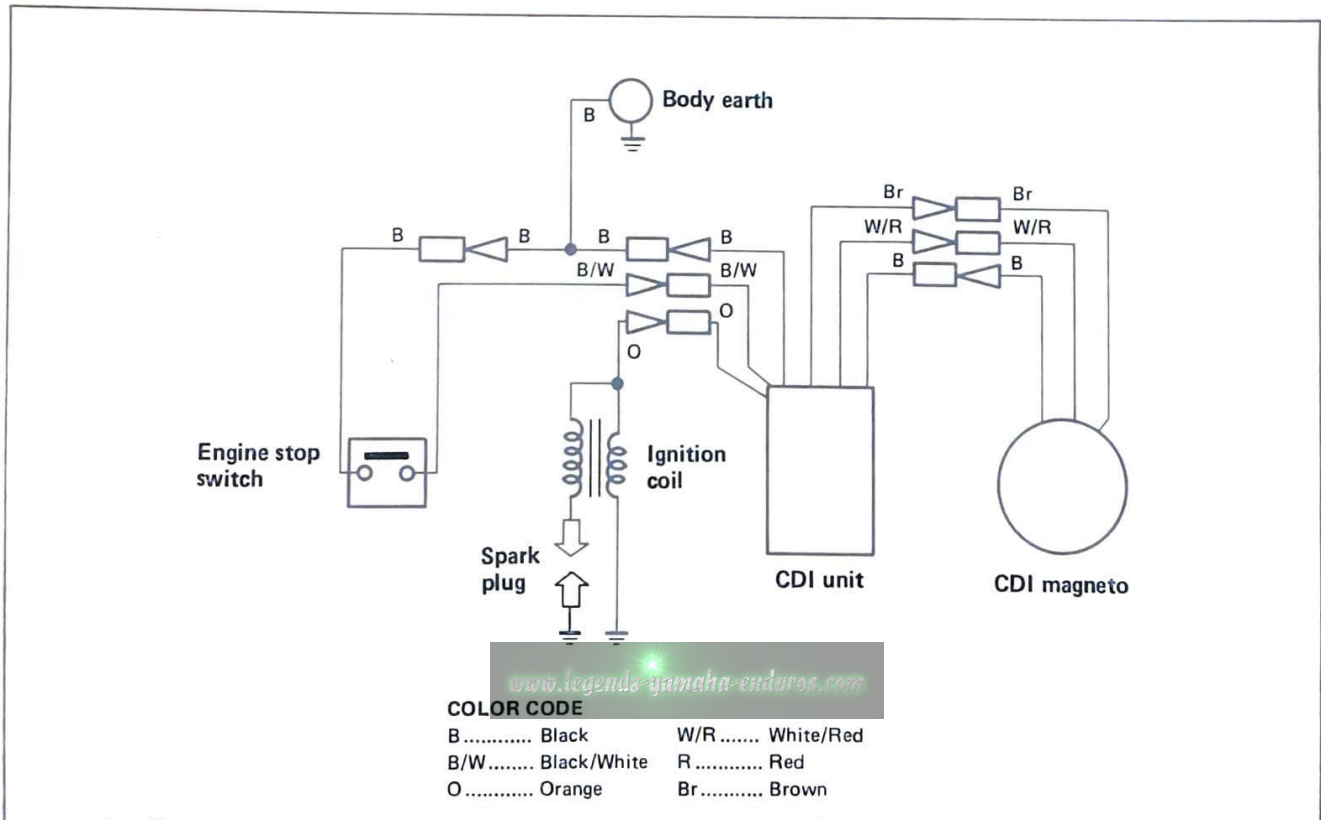 B
Body earth
Br
Br
W/R
W/R
B
B
B
B
B
B
B/W
B/W
O
O
Engine stop
switch
Ignition
coil
Spark
plug
CDI unit
CDI magneto
www.legends-yamaha-enduros.com
COLOR CODE
B ............ Black
W/R ....... White/Red
B/W ........ Black/White
R ............ Red
O ............ Orange
Br ........... Brown